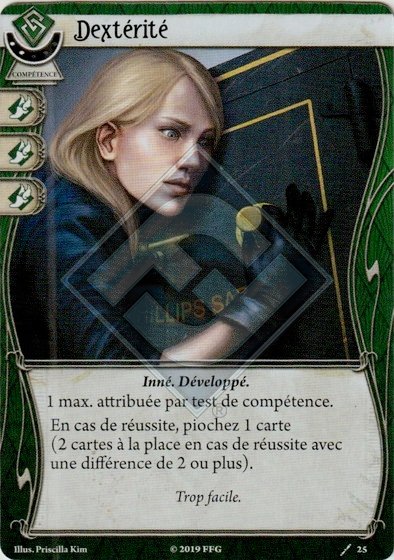 Dextérité
COMPÉTENCE
LLIPS SAF
Inné. Développé.
1 max. attribuée par test de compétence.
En cas de réussite, piochez 1 carte
(2 cartes à la place en cas de réussite avec
une différence de 2 ou plus).
Trop facile.
Illus. Priscilla Kim
© 2019 FFG
25